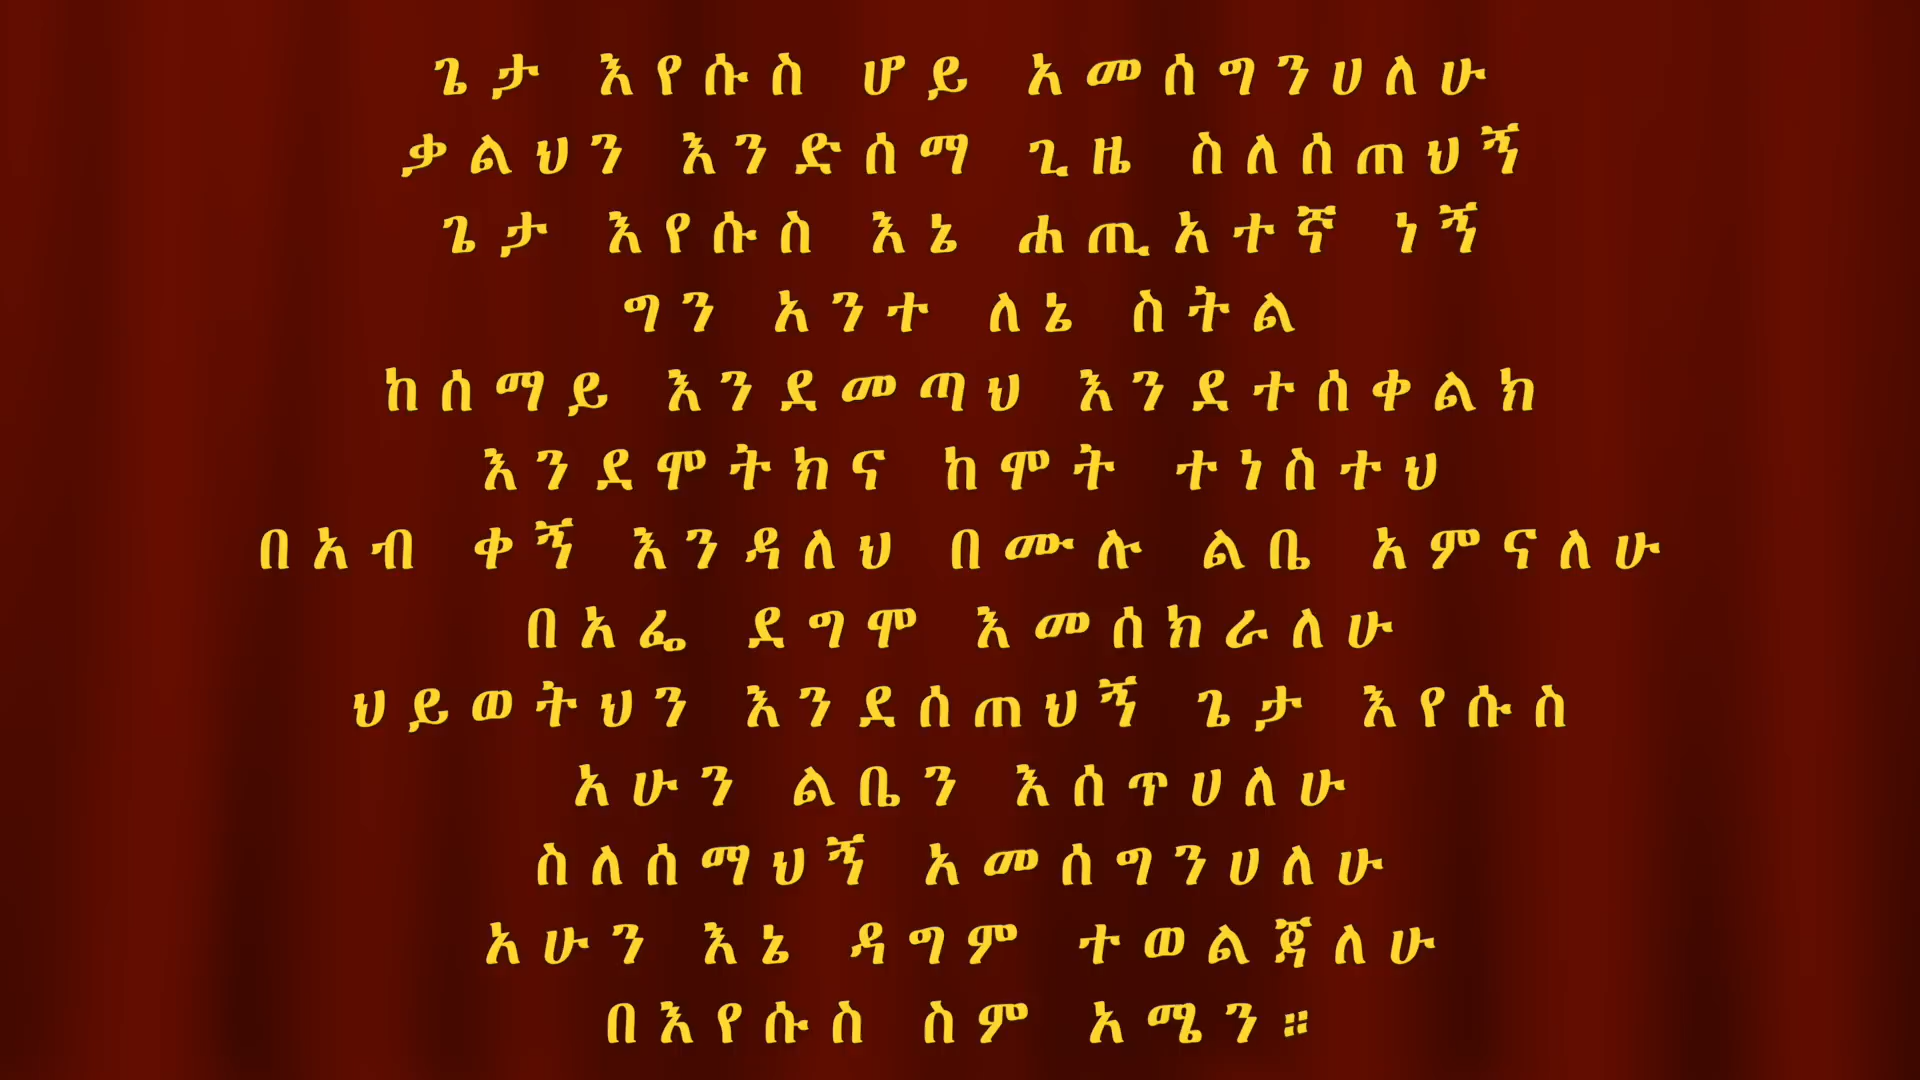 ጌታ እየሱስ ሆይ አመሰግንሀለሁ
ቃልህን እንድሰማ ጊዜ ስለሰጠህኝ
ጌታ እየሱስ እኔ ሐጢአተኛ ነኝ
ግን አንተ ለኔ ስትል
ከሰማይ እንደመጣህ እንደተሰቀልክ
እንደሞትክና ከሞት ተነስተህ
በአብ ቀኝ እንዳለህ በሙሉ ልቤ አምናለሁ
በአፌ ደግሞ እመሰክራለሁ
ህይወትህን እንደሰጠህኝ ጌታ እየሱስ
አሁን ልቤን እሰጥሀለሁ
ስለሰማህኝ አመሰግንሀለሁ
አሁን እኔ ዳግም ተወልጃለሁ
በእየሱስ ስም አሜን።